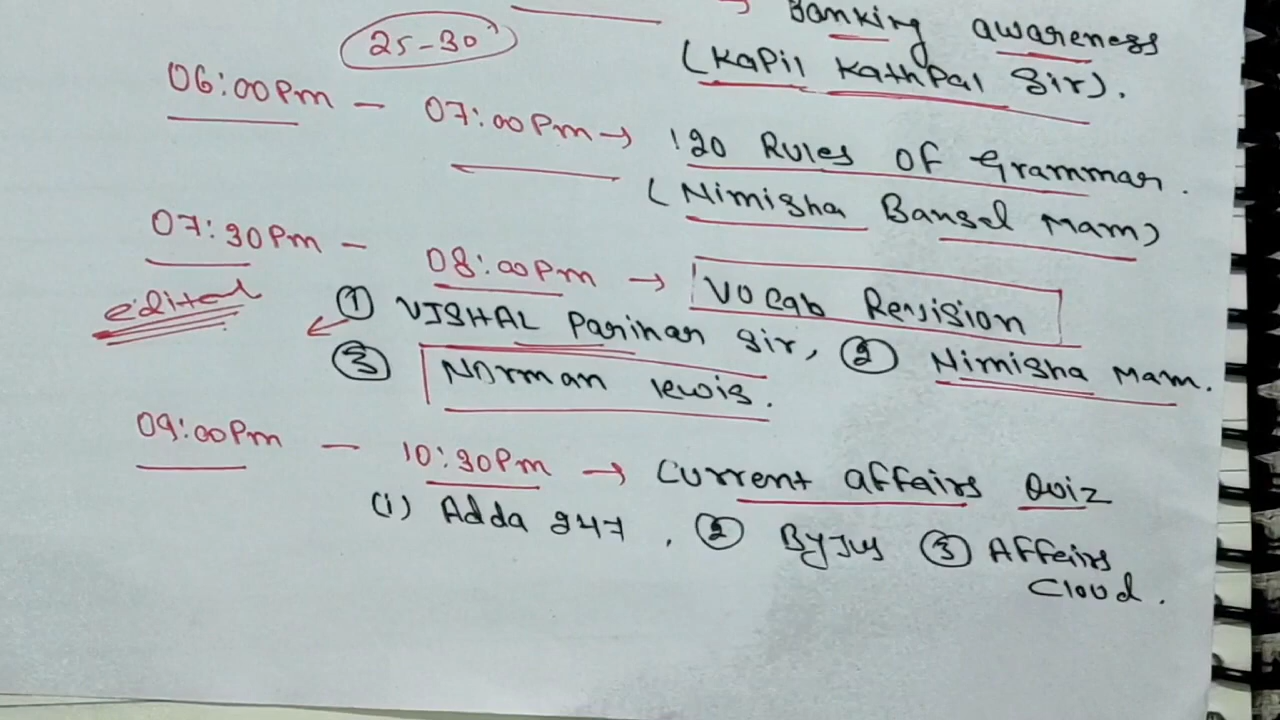 Banking awareness
25-30
(Kapil Kathpal Sir).
06:00Pm - 07:00Pm → 120 Rules Of Grammar.
(Nimisha Bansal Mam)
07:30Pm - 08:00Pm → Vocab Revision
edited
① VISHAL Parihar Sir, ② Nimisha Mam.
③ Norman lewis.
09:00Pm - 10:30Pm → Current affairs Quiz
(1) Adda 247, ② ByJus ③ Affairs
Cloud.